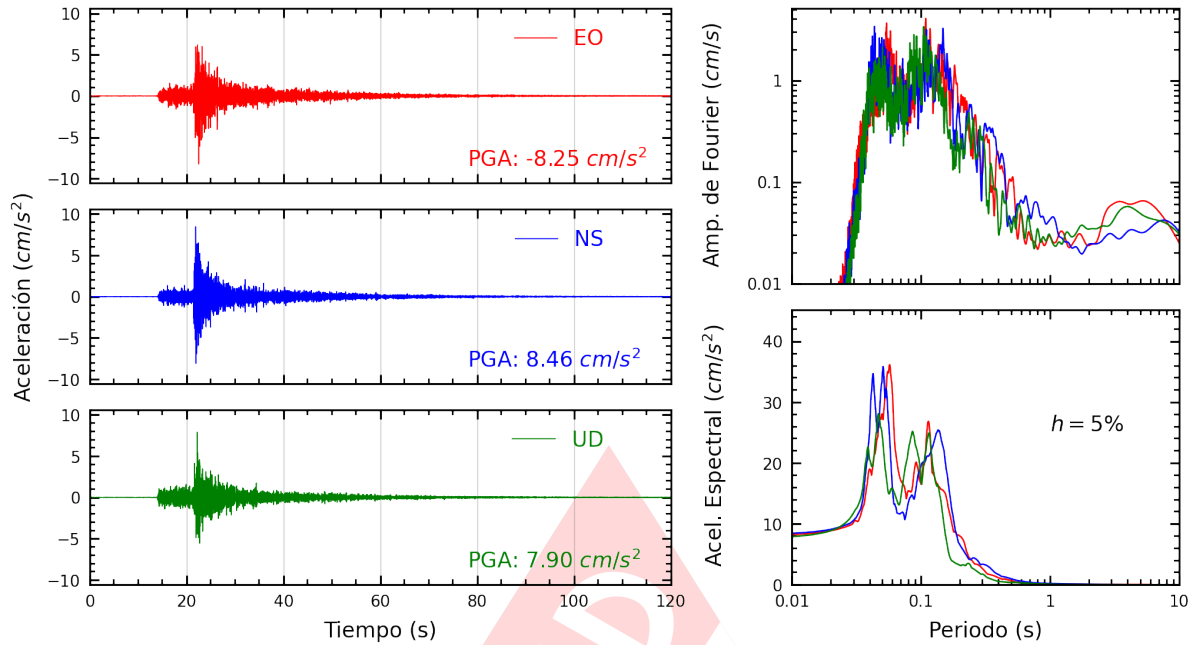 Aceleración (cm/s²)
10
5
0
−5
−10
EO
PGA: -8.25 cm/s²
10
5
0
−5
−10
NS
PGA: 8.46 cm/s²
10
5
0
−5
−10
UD
PGA: 7.90 cm/s²
0 20 40 60 80 100 120
Tiempo (s)
Amp. de Fourier (cm/s)
1
0.1
0.01
Acel. Espectral (cm/s²)
40
30
20
10
0
h = 5%
0.01 0.1 1 10
Periodo (s)